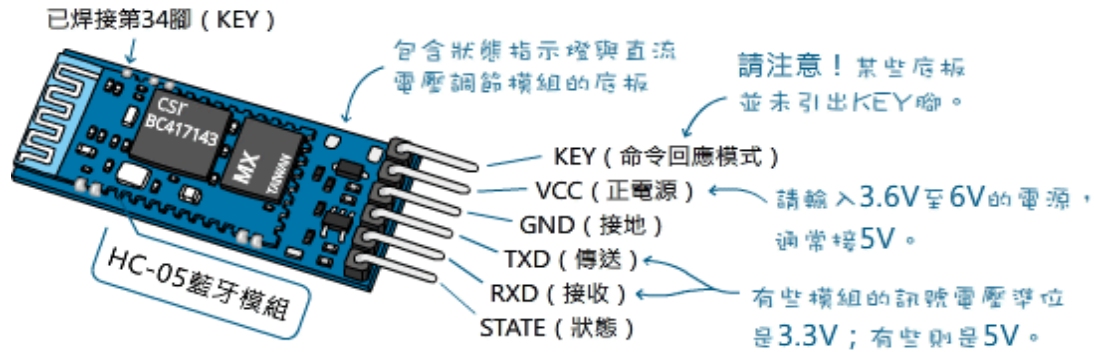 已焊接第34腳（KEY）
包含狀態指示燈與直流
電壓調節模組的底板
請注意！某些底板
並未引出KEY腳。
CSr
BC417143
MX
TAIWAN
KEY（命令回應模式）
VCC（正電源）
請輸入3.6V至6V的電源，
通常接5V。
GND（接地）
TXD（傳送）
RXD（接收）
有些模組的訊號電壓準位
是3.3V；有些則是5V。
STATE（狀態）
HC-05藍牙模組